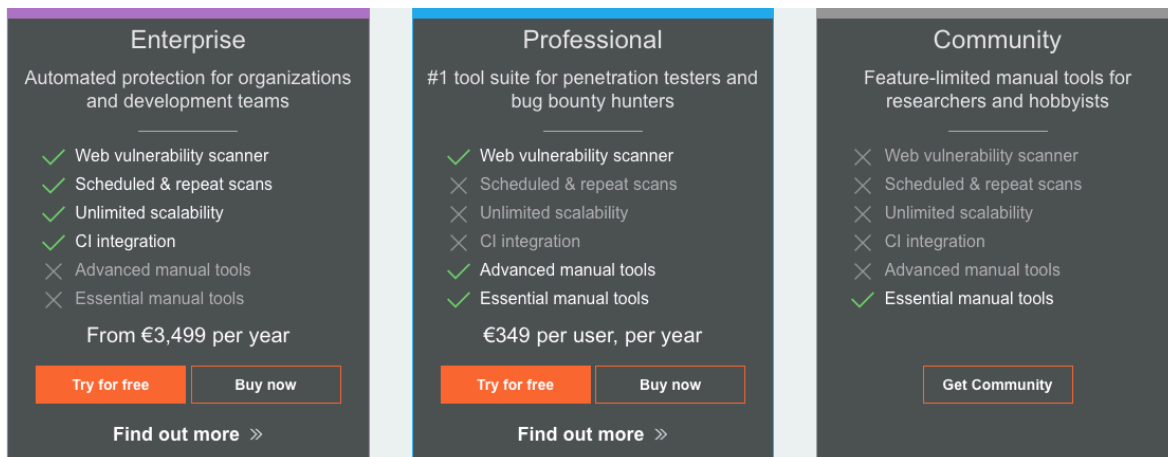 Enterprise
Automated protection for organizations
and development teams
Web vulnerability scanner
Scheduled & repeat scans
Unlimited scalability
CI integration
Advanced manual tools
Essential manual tools
From €3,499 per year
Try for free
Buy now
Find out more »
Professional
#1 tool suite for penetration testers and
bug bounty hunters
Web vulnerability scanner
Scheduled & repeat scans
Unlimited scalability
CI integration
Advanced manual tools
Essential manual tools
€349 per user, per year
Try for free
Buy now
Find out more »
Community
Feature-limited manual tools for
researchers and hobbyists
Web vulnerability scanner
Scheduled & repeat scans
Unlimited scalability
CI integration
Advanced manual tools
Essential manual tools
Get Community